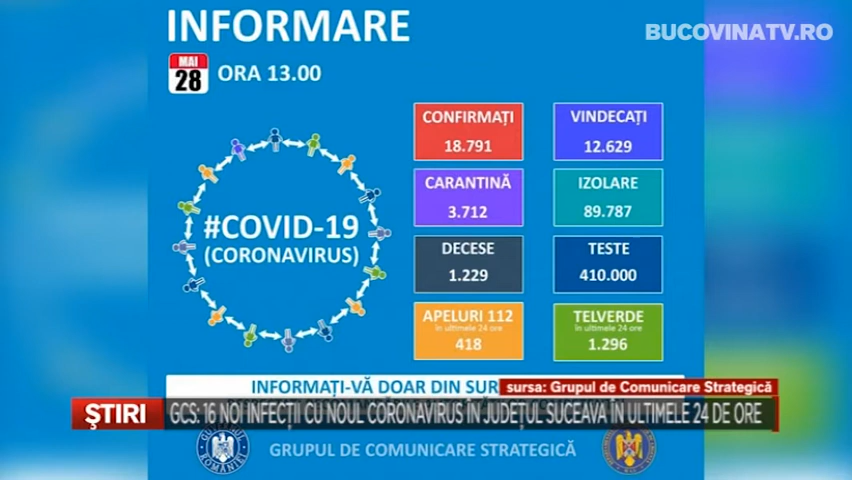 INFORMARE
BUCOVINATV.RO
MAI
28
ORA 13.00
CONFIRMAȚI
18.791
VINDECAȚI
12.629
CARANTINĂ
3.712
IZOLARE
89.787
#COVID-19
(CORONAVIRUS)
DECESE
1.229
TESTE
410.000
APELURI 112
în ultimele 24 ore
418
TELVERDE
în ultimele 24 ore
1.296
INFORMAȚI-VĂ DOAR DIN SUR
sursa: Grupul de Comunicare Strategică
ŞTIRI
GCS: 16 NOI INFECȚII CU NOUL CORONAVIRUS ÎN JUDEȚUL SUCEAVA ÎN ULTIMELE 24 DE ORE
ROMÂNIEI
GRUPUL DE COMUNICARE STRATEGICĂ